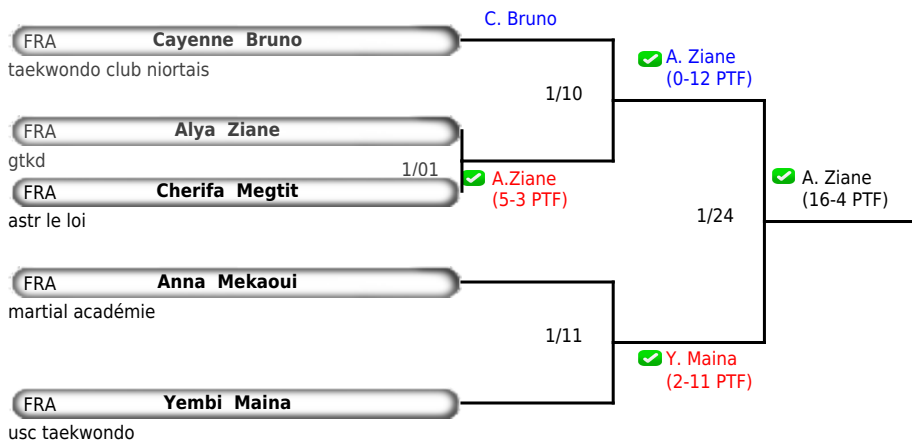 C. Bruno
FRA Cayenne Bruno
taekwondo club niortais
A. Ziane
(0-12 PTF)
1/10
FRA Alya Ziane
gtkd
1/01
A.Ziane
(5-3 PTF)
FRA Cherifa Megtit
astr le loi
A. Ziane
(16-4 PTF)
1/24
FRA Anna Mekaoui
martial académie
1/11
Y. Maina
(2-11 PTF)
FRA Yembi Maina
usc taekwondo